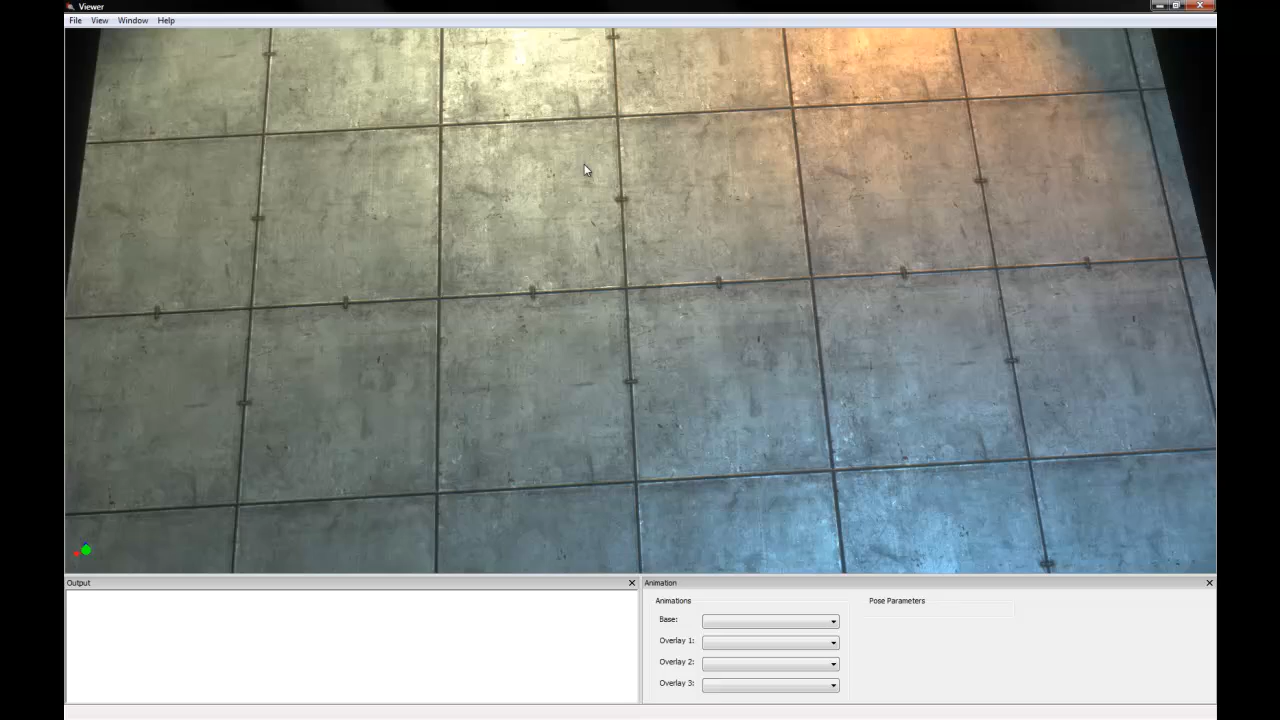 Viewer
File View Window Help
Output
Animation
Animations
Pose Parameters
Base:
Overlay 1:
Overlay 2:
Overlay 3: